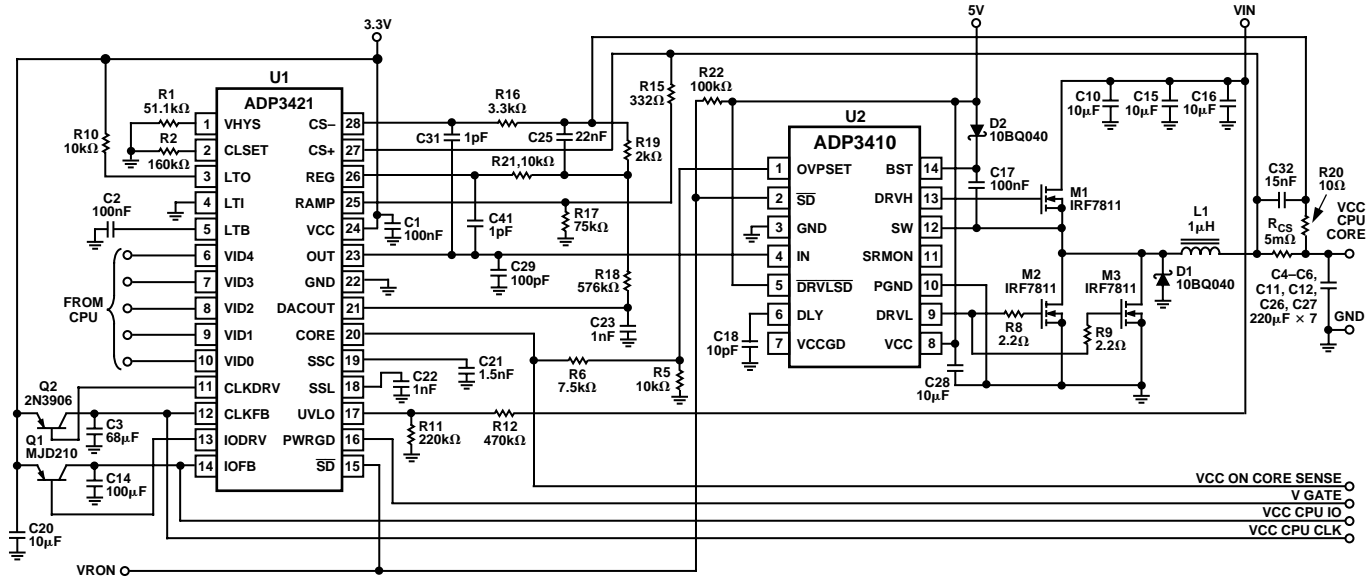 3.3V
5V
VIN
U1
ADP3421
R1
51.1kΩ
R2
160kΩ
R10
10kΩ
C2
100nF
1 VHYS
2 CLSET
3 LTO
4 LTI
5 LTB
6 VID4
7 VID3
8 VID2
9 VID1
10 VID0
11 CLKDRV
12 CLKFB
13 IODRV
14 IOFB
CS– 28
CS+ 27
REG 26
RAMP 25
VCC 24
OUT 23
GND 22
DACOUT 21
CORE 20
SSC 19
SSL 18
UVLO 17
PWRGD 16
SD 15
FROM
CPU
Q2
2N3906
C3
68μF
Q1
MJD210
C14
100μF
C20
10μF
VRON
R16
3.3kΩ
C31
1pF
C25
22nF
R19
2kΩ
R21,10kΩ
C41
1pF
R17
75kΩ
C1
100nF
C29
100pF
R18
576kΩ
C23
1nF
C21
1.5nF
C22
1nF
R6
7.5kΩ
R5
10kΩ
R11
220kΩ
R12
470kΩ
R15
332Ω
R22
100kΩ
U2
ADP3410
1 OVPSET
2 SD
3 GND
4 IN
5 DRVLSD
6 DLY
7 VCCGD
BST 14
DRVH 13
SW 12
SRMON 11
PGND 10
DRVL 9
VCC 8
C18
10pF
C28
10μF
D2
10BQ040
C17
100nF
C10
10μF
C15
10μF
C16
10μF
M1
IRF7811
M2
IRF7811
M3
IRF7811
R8
2.2Ω
R9
2.2Ω
D1
10BQ040
L1
1μH
C32
15nF
R20
10Ω
RCS
5mΩ
VCC
CPU
CORE
C4–C6,
C11, C12,
C26, C27
220μF × 7
GND
VCC ON CORE SENSE
V GATE
VCC CPU IO
VCC CPU CLK